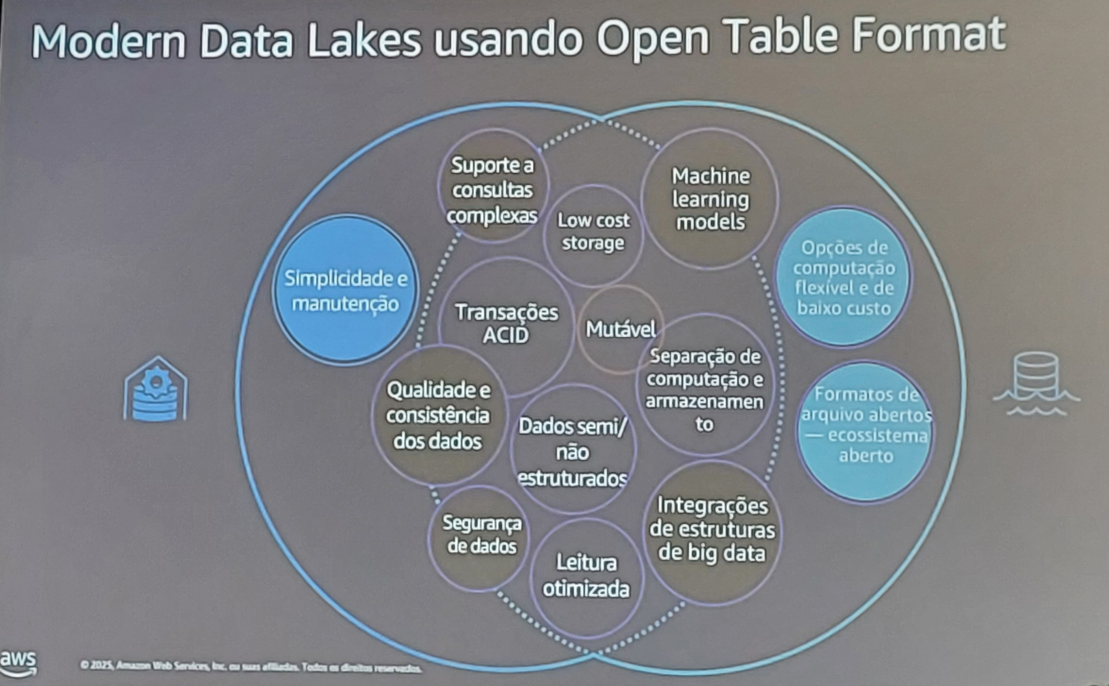 Modern Data Lakes usando Open Table Format
Suporte a
consultas
complexas
Low cost
storage
Machine
learning
models
Simplicidade e
manutenção
Opções de
computação
flexível e de
baixo custo
Transações
ACID
Mutável
Separação de
computação e
armazenamen
to
Qualidade e
consistência
dos dados
Dados semi/
não
estruturados
Formatos de
arquivo abertos
— ecossistema
aberto
Segurança
de dados
Leitura
otimizada
Integrações
de estruturas
de big data
aws
© 2025, Amazon Web Services, Inc. ou suas afiliadas. Todos os direitos reservados.